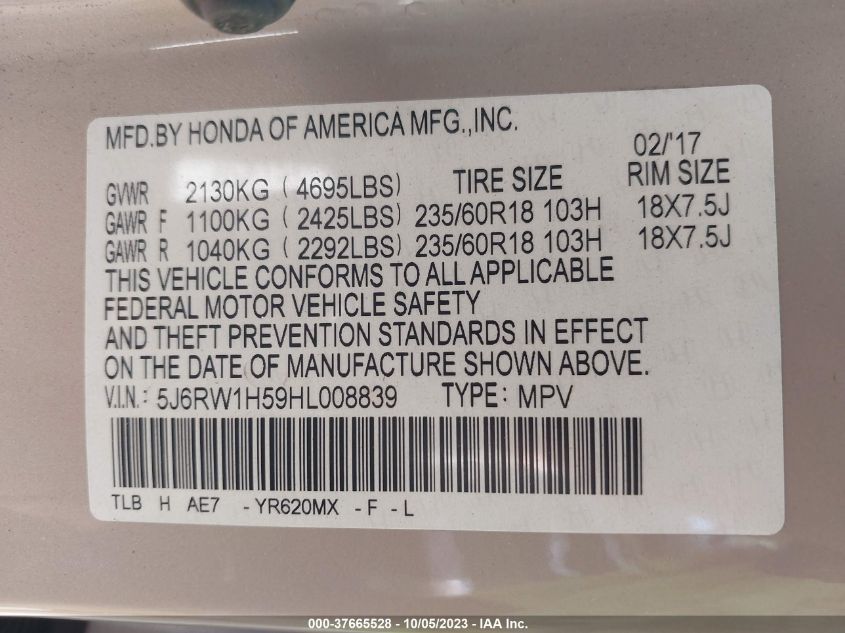 MFD.BY HONDA OF AMERICA MFG.,INC.
02/'17
GVWR 2130KG ( 4695LBS) TIRE SIZE RIM SIZE
GAWR F 1100KG ( 2425LBS) 235/60R18 103H 18X7.5J
GAWR R 1040KG ( 2292LBS) 235/60R18 103H 18X7.5J
THIS VEHICLE CONFORMS TO ALL APPLICABLE
FEDERAL MOTOR VEHICLE SAFETY
AND THEFT PREVENTION STANDARDS IN EFFECT
ON THE DATE OF MANUFACTURE SHOWN ABOVE.
V.I.N.: 5J6RW1H59HL008839 TYPE: MPV
TLB H AE7 -YR620MX -F -L
000-37665528 - 10/05/2023 - IAA Inc.